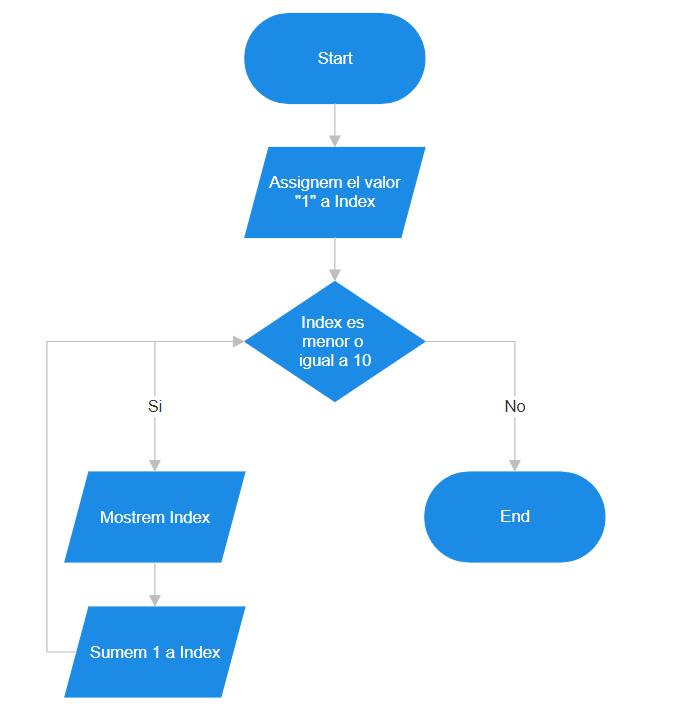 Start
Assignem el valor
"1" a Index
Index es
menor o
igual a 10
Si
No
Mostrem Index
End
Sumem 1 a Index